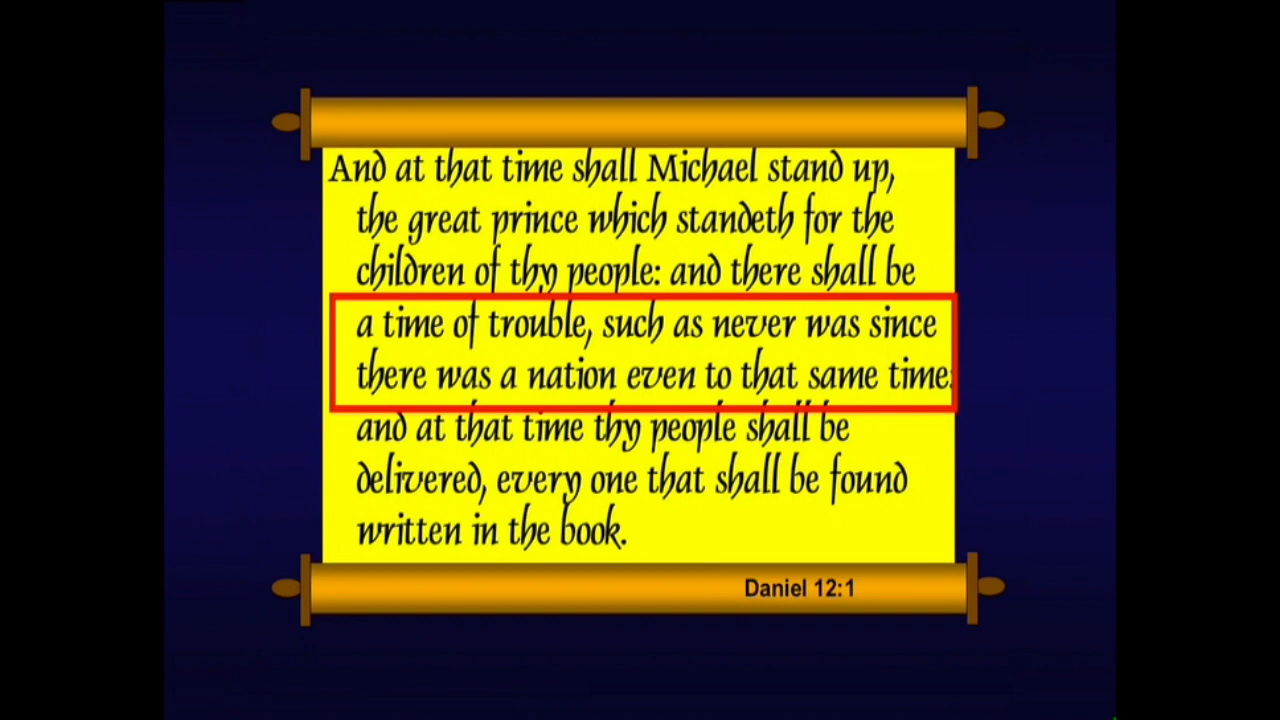 And at that time shall Michael stand up,
the great prince which standeth for the
children of thy people: and there shall be
a time of trouble, such as never was since
there was a nation even to that same time:
and at that time thy people shall be
delivered, every one that shall be found
written in the book.
Daniel 12:1